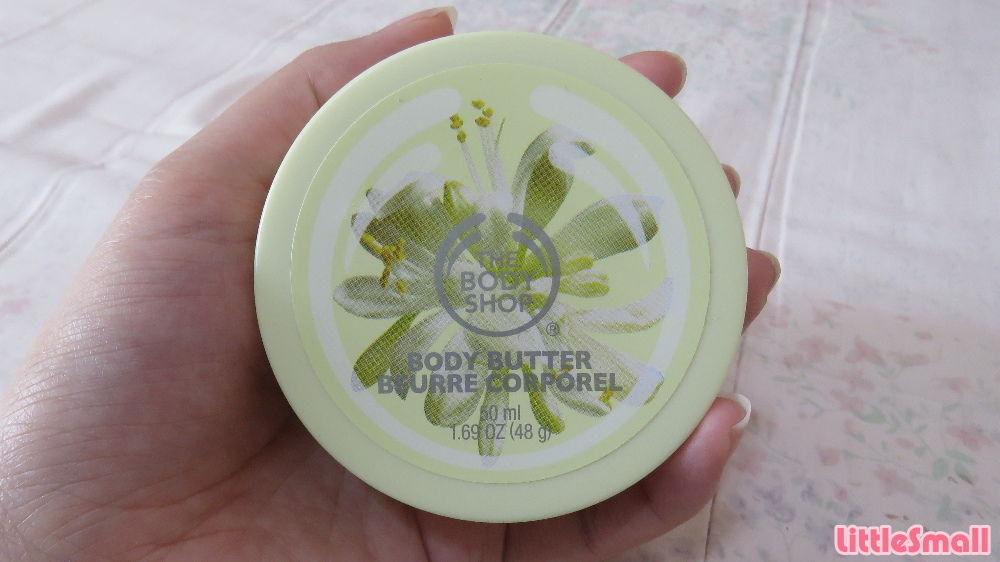 THE
BODY
SHOP
®
BODY BUTTER
BEURRE CORPOREL
50 ml
1.69 OZ (48 g)
LittleSmall